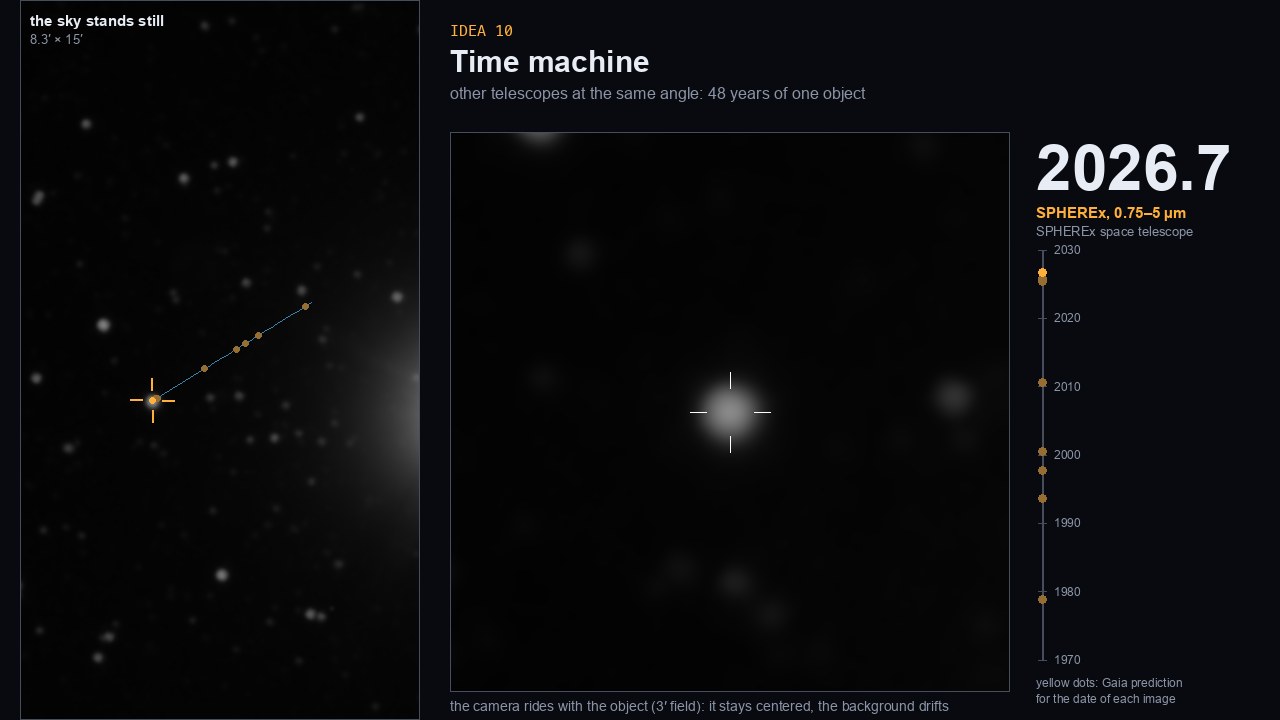 the sky stands still
8.3′ × 15′
IDEA 10
Time machine
other telescopes at the same angle: 48 years of one object
2026.7
SPHEREx, 0.75–5 µm
SPHEREx space telescope
2030
2020
2010
2000
1990
1980
1970
yellow dots: Gaia prediction
for the date of each image
the camera rides with the object (3′ field): it stays centered, the background drifts